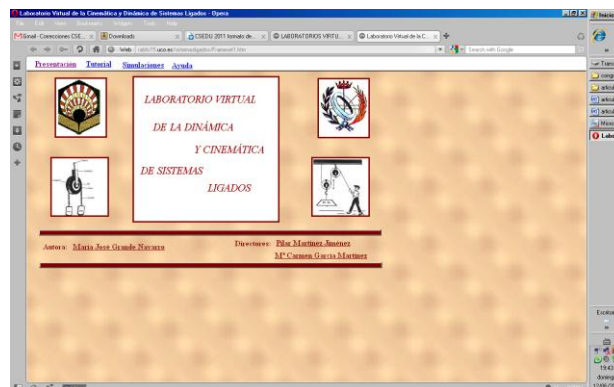 Laboratorio Virtual de la Cinemática y Dinámica de Sistemas Ligados - Opera
Gmail - Correcciones CSE...
Downloads
CSEDU 2011 formato de...
LABORATORIOS VIRTU...
Laboratorio Virtual de la C...
Web
Search with Google
Presentación Tutorial Simulaciones Ayuda
LABORATORIO VIRTUAL
DE LA DINÁMICA
Y CINEMÁTICA
DE SISTEMAS
LIGADOS
Autora: María José Grande Navarro
Directores: Pilar Martínez Jiménez
Mª Carmen García Martínez
Inicio